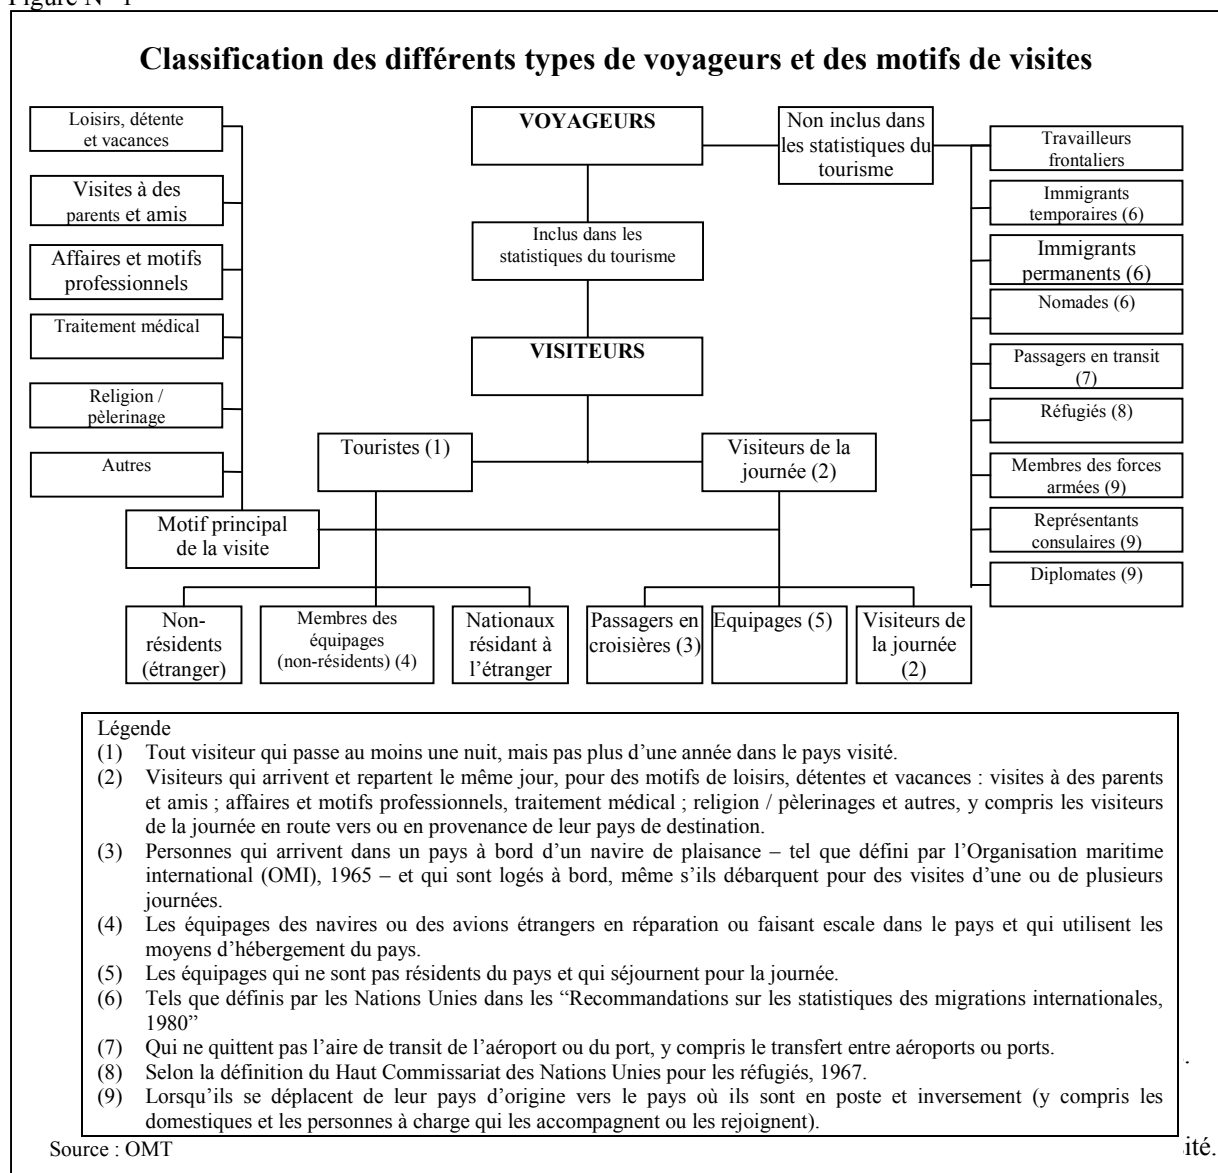 Figure N° 1
Classification des différents types de voyageurs et des motifs de visites
Loisirs, détente
et vacances
Visites à des
parents et amis
Affaires et motifs
professionnels
Traitement médical
Religion /
pèlerinage
Autres
Motif principal
de la visite
VOYAGEURS
Inclus dans les
statistiques du tourisme
VISITEURS
Touristes (1)
Visiteurs de la
journée (2)
Non inclus dans
les statistiques du
tourisme
Travailleurs
frontaliers
Immigrants
temporaires (6)
Immigrants
permanents (6)
Nomades (6)
Passagers en transit
(7)
Réfugiés (8)
Membres des forces
armées (9)
Représentants
consulaires (9)
Diplomates (9)
Non-
résidents
(étranger)
Membres des
équipages
(non-résidents) (4)
Nationaux
résidant à
l’étranger
Passagers en
croisières (3)
Equipages (5)
Visiteurs de
la journée
(2)
Légende
(1) Tout visiteur qui passe au moins une nuit, mais pas plus d’une année dans le pays visité.
(2) Visiteurs qui arrivent et repartent le même jour, pour des motifs de loisirs, détentes et vacances : visites à des parents
et amis ; affaires et motifs professionnels, traitement médical ; religion / pèlerinages et autres, y compris les visiteurs
de la journée en route vers ou en provenance de leur pays de destination.
(3) Personnes qui arrivent dans un pays à bord d’un navire de plaisance – tel que défini par l’Organisation maritime
international (OMI), 1965 – et qui sont logés à bord, même s’ils débarquent pour des visites d’une ou de plusieurs
journées.
(4) Les équipages des navires ou des avions étrangers en réparation ou faisant escale dans le pays et qui utilisent les
moyens d’hébergement du pays.
(5) Les équipages qui ne sont pas résidents du pays et qui séjournent pour la journée.
(6) Tels que définis par les Nations Unies dans les “Recommandations sur les statistiques des migrations internationales,
1980”
(7) Qui ne quittent pas l’aire de transit de l’aéroport ou du port, y compris le transfert entre aéroports ou ports.
(8) Selon la définition du Haut Commissariat des Nations Unies pour les réfugiés, 1967.
(9) Lorsqu’ils se déplacent de leur pays d’origine vers le pays où ils sont en poste et inversement (y compris les
domestiques et les personnes à charge qui les accompagnent ou les rejoignent).
Source : OMT